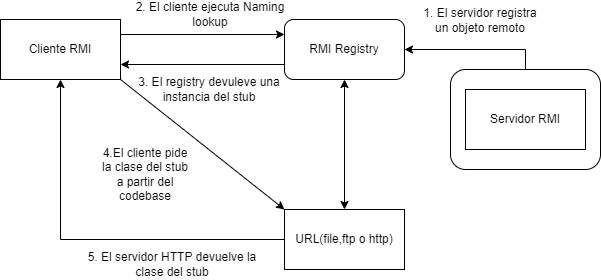 2. El cliente ejecuta Naming
lookup
1. El servidor registra
un objeto remoto
Cliente RMI
RMI Registry
3. El registry devuleve una
instancia del stub
Servidor RMI
4.El cliente pide
la clase del stub
a partir del
codebase
URL(file,ftp o http)
5. El servidor HTTP devuelve la
clase del stub